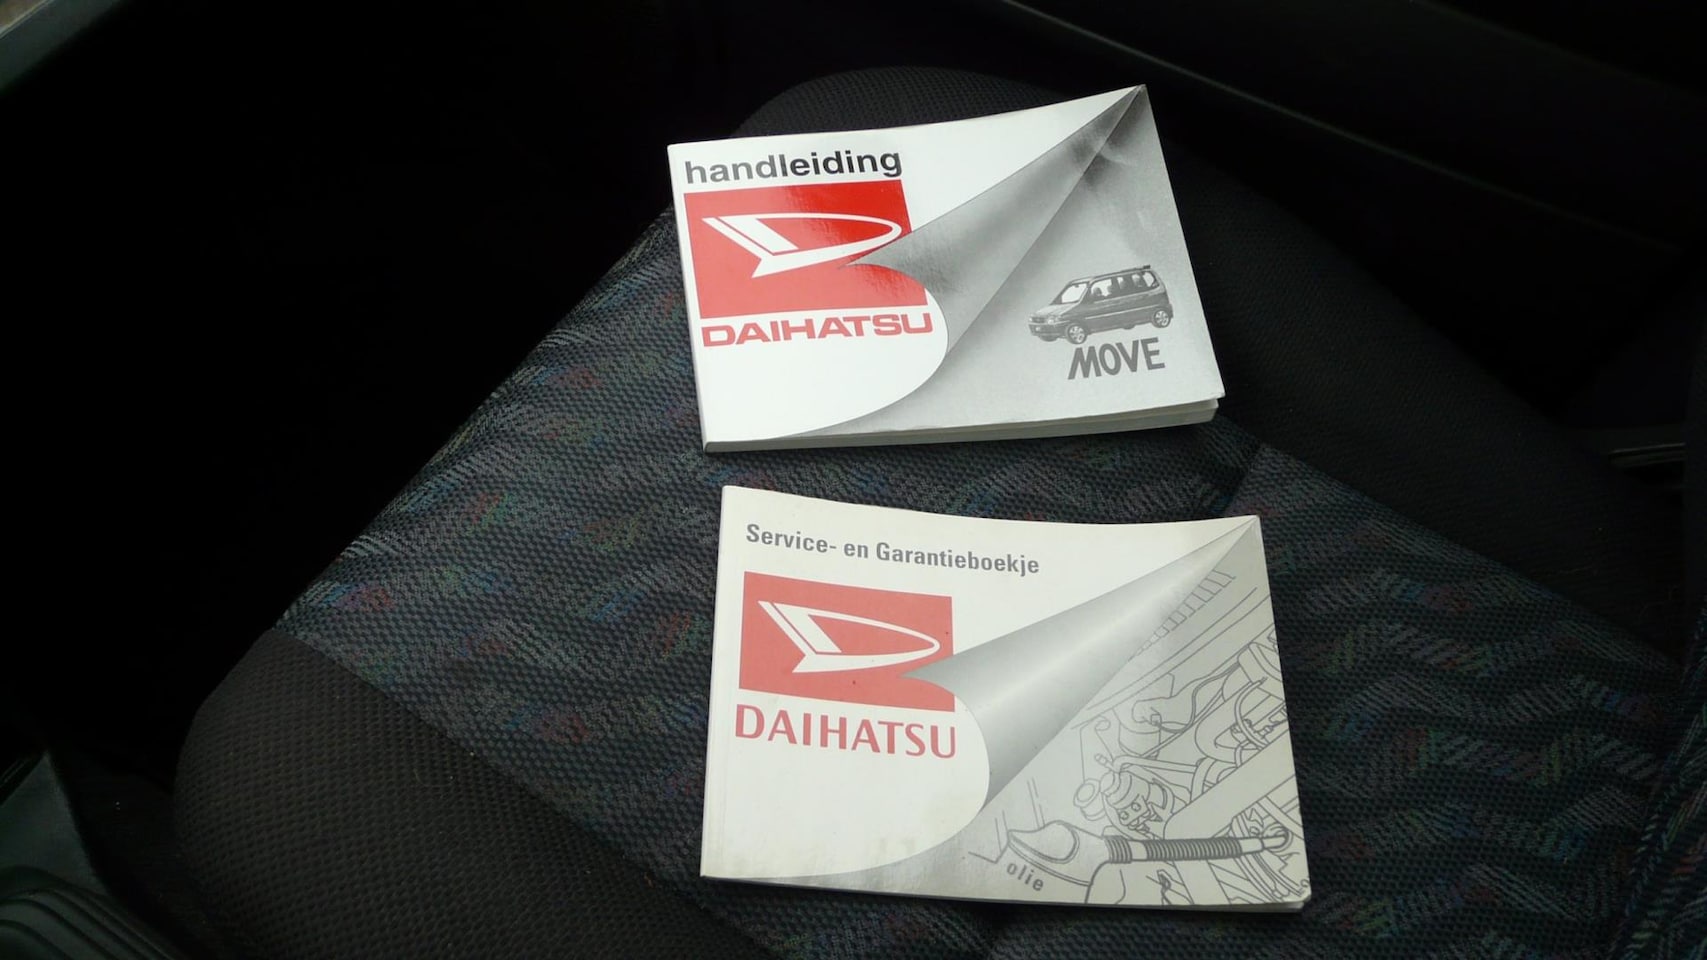 handleiding
DAIHATSU
MOVE
Service- en Garantieboekje
DAIHATSU
olie